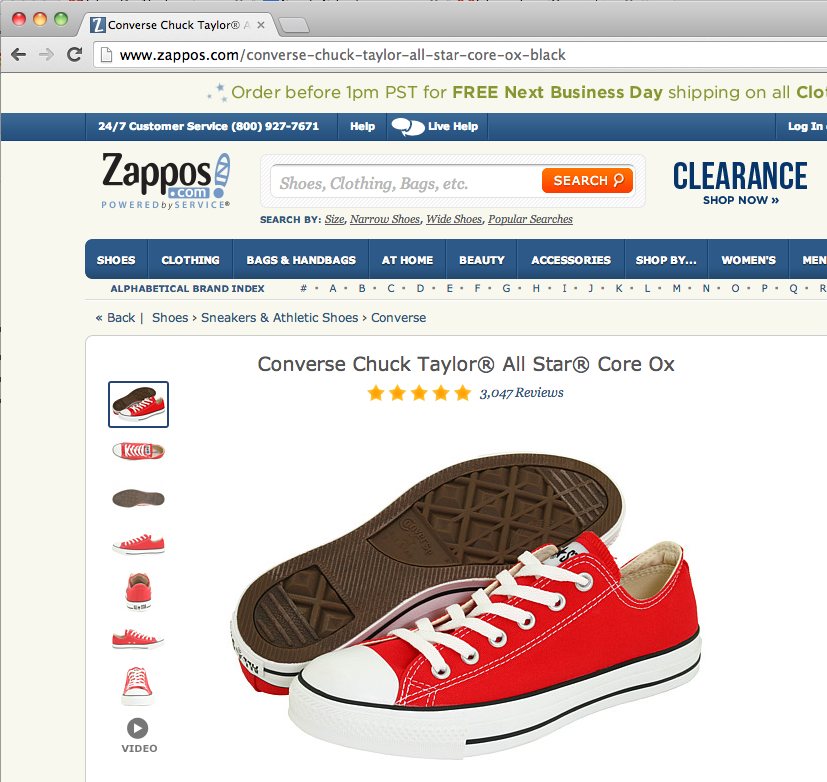 Converse Chuck Taylor® A
www.zappos.com/converse-chuck-taylor-all-star-core-ox-black
Order before 1pm PST for FREE Next Business Day shipping on all Clo
24/7 Customer Service (800) 927-7671 Help Live Help Log In
Zappos
.com
POWERED by SERVICE®
Shoes, Clothing, Bags, etc.
SEARCH
CLEARANCE
SHOP NOW »
SEARCH BY: Size, Narrow Shoes, Wide Shoes, Popular Searches
SHOES CLOTHING BAGS & HANDBAGS AT HOME BEAUTY ACCESSORIES SHOP BY... WOMEN'S MEN
ALPHABETICAL BRAND INDEX # • A • B • C • D • E • F • G • H • I • J • K • L • M • N • O • P • Q • R
« Back | Shoes › Sneakers & Athletic Shoes › Converse
Converse Chuck Taylor® All Star® Core Ox
3,047 Reviews
Converse
VIDEO